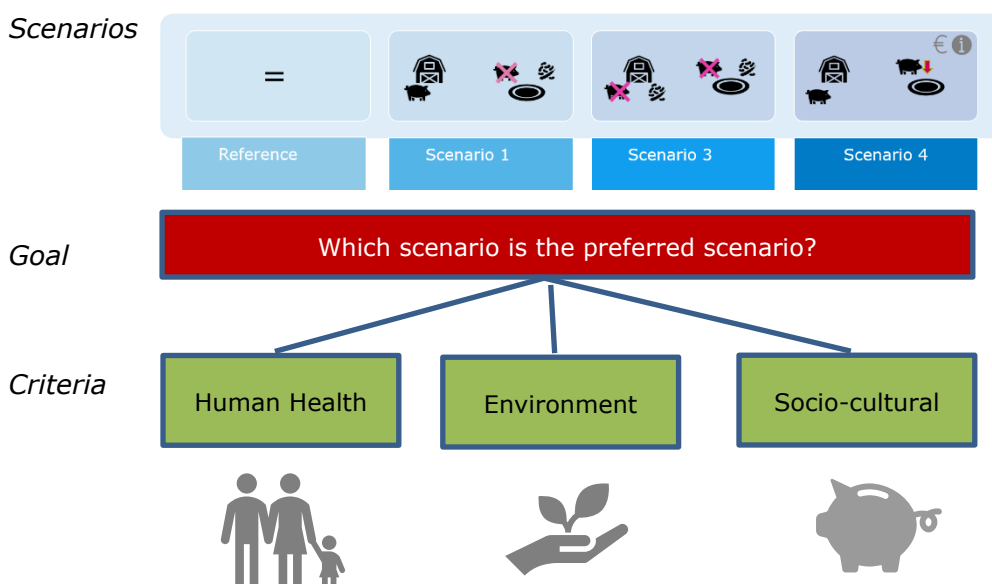 Scenarios
=
€ i
Reference
Scenario 1
Scenario 3
Scenario 4
Goal
Which scenario is the preferred scenario?
Criteria
Human Health
Environment
Socio-cultural